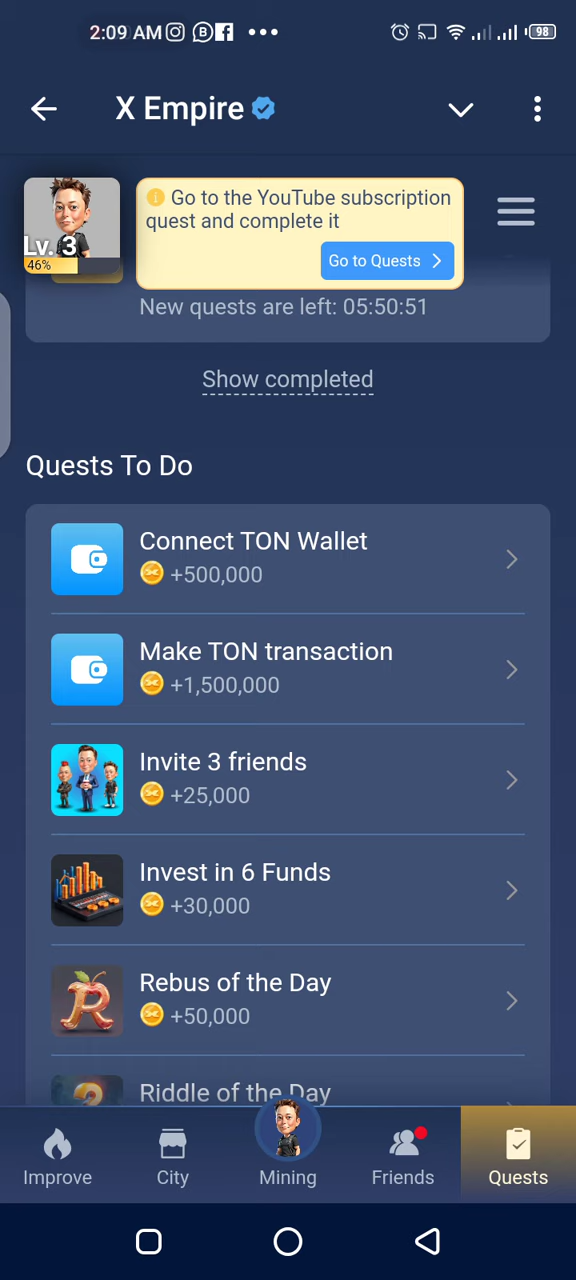 2:09 AM
98
X Empire
Lv. 3
46%
Go to the YouTube subscription
quest and complete it
Go to Quests
New quests are left: 05:50:51
Show completed
Quests To Do
Connect TON Wallet
+500,000
Make TON transaction
+1,500,000
Invite 3 friends
+25,000
Invest in 6 Funds
+30,000
Rebus of the Day
+50,000
Riddle of the Day
Improve
City
Mining
Friends
Quests